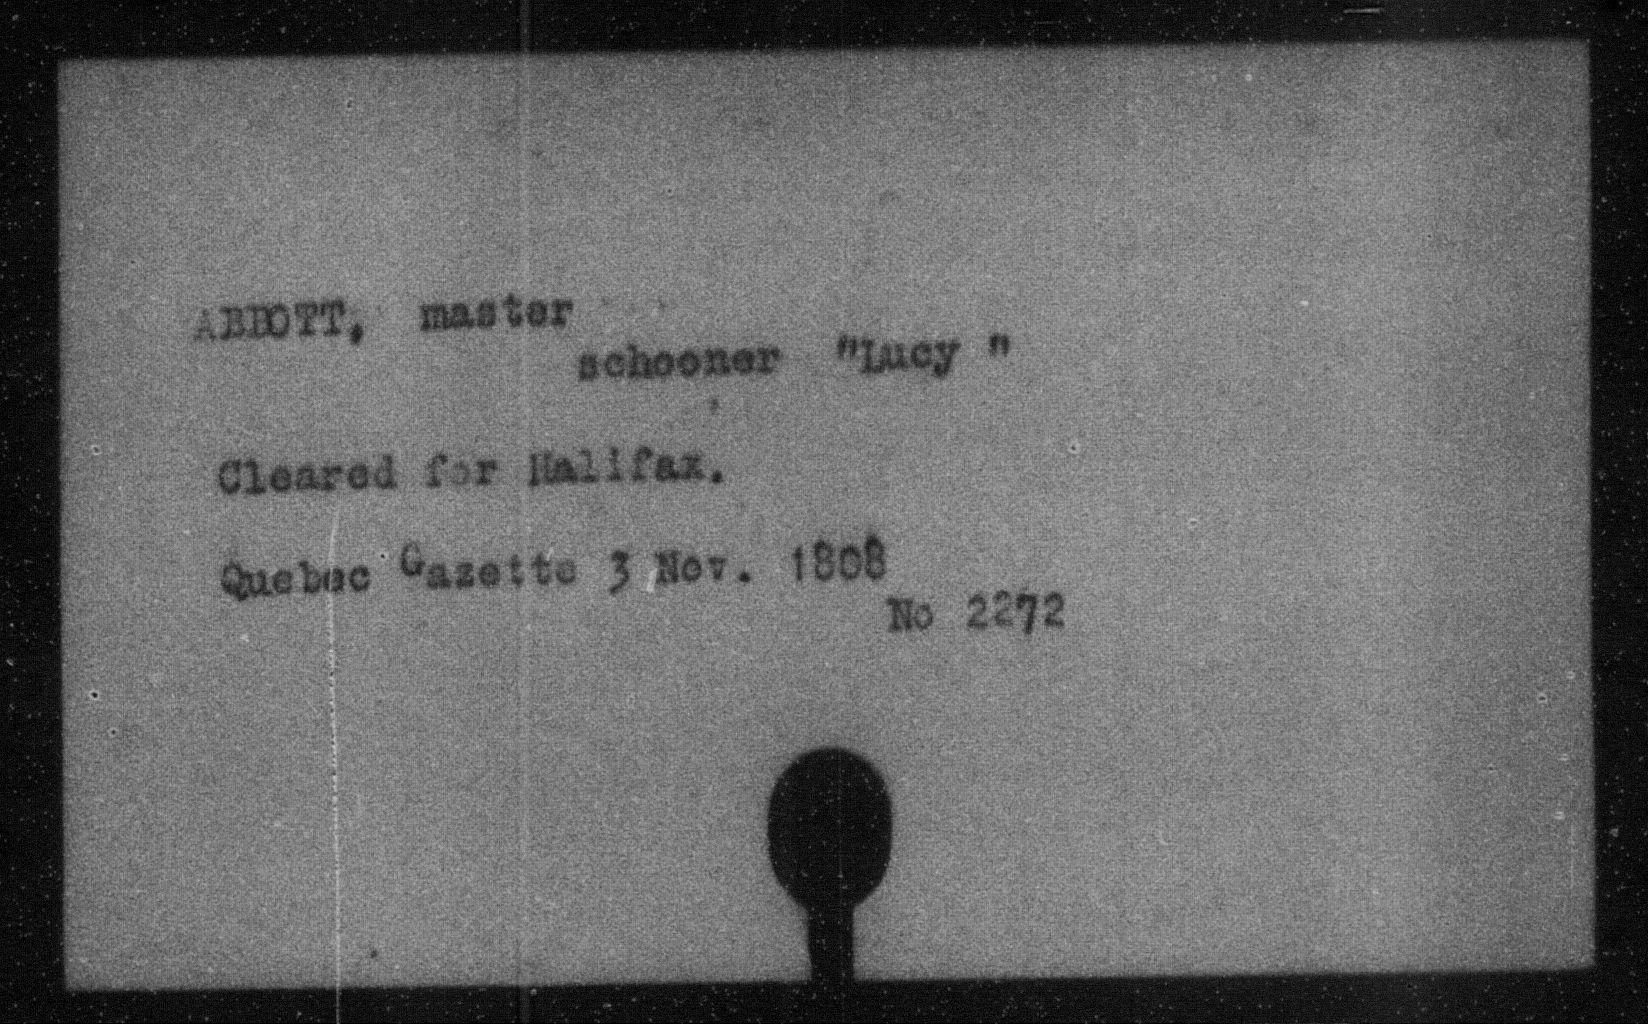 ABBOTT, master
schooner "Lucy "
Cleared for Halifax.
Quebec Gazette 3 Nov. 1808
No 2272